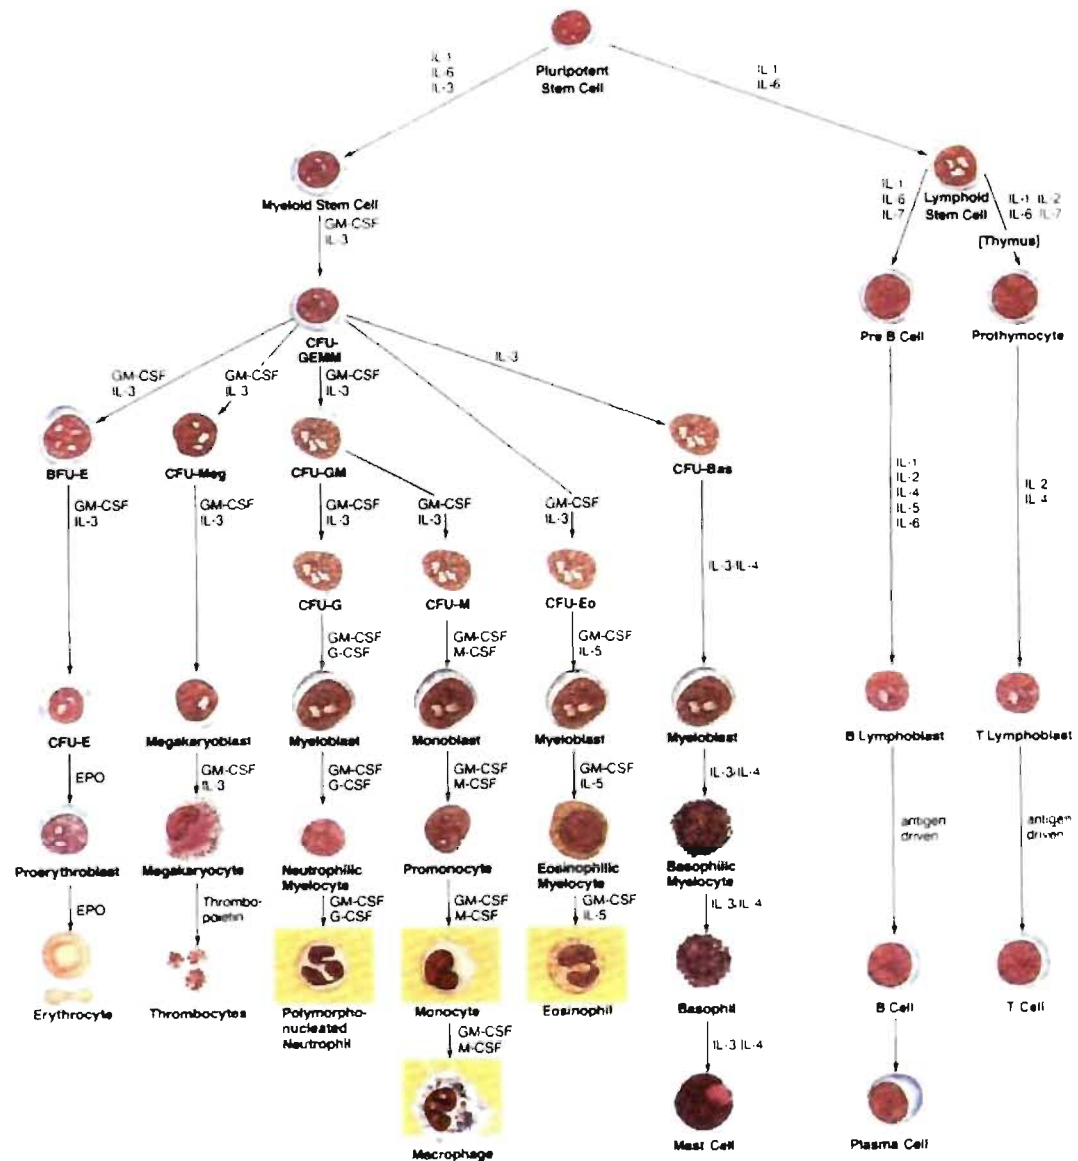 Pluripotent
Stem Cell
IL-1
IL-6
IL-3
IL-1
IL-6
Myeloid Stem Cell
Lymphoid
Stem Cell
GM-CSF
IL-3
IL-1
IL-6
IL-7
IL-1 IL-2
IL-6 IL-7
[Thymus]
CFU-
GEMM
Pre B Cell
Prothymocyte
GM-CSF
IL-3
GM-CSF
IL 3
GM-CSF
IL-3
IL-3
BFU-E
CFU-Meg
CFU-GM
CFU-Bas
GM-CSF
IL-3
GM-CSF
IL-3
GM-CSF
IL-3
GM-CSF
IL-3
GM-CSF
IL-3
IL-3·IL-4
IL-1
IL-2
IL-4
IL-5
IL-6
IL-2
IL-4
CFU-G
CFU-M
CFU-Eo
GM-CSF
G-CSF
GM-CSF
M-CSF
GM-CSF
IL-5
CFU-E
Megakaryoblast
Myeloblast
Monoblast
Myeloblast
Myeloblast
B Lymphoblast
T Lymphoblast
EPO
GM-CSF
IL-3
GM-CSF
G-CSF
GM-CSF
M-CSF
GM-CSF
IL-5
IL-3·IL-4
antigen
driven
antigen
driven
Proerythroblast
Megakaryocyte
Neutrophilic
Myelocyte
Promonocyte
Eosinophilic
Myelocyte
Basophilic
Myelocyte
EPO
Thrombo-
poietin
GM-CSF
G-CSF
GM-CSF
M-CSF
GM-CSF
IL-5
IL-3·IL-4
Erythrocyte
Thrombocytes
Polymorpho-
nucleated
Neutrophil
Monocyte
Eosinophil
Basophil
B Cell
T Cell
GM-CSF
M-CSF
IL-3 IL-4
Macrophage
Mast Cell
Plasma Cell